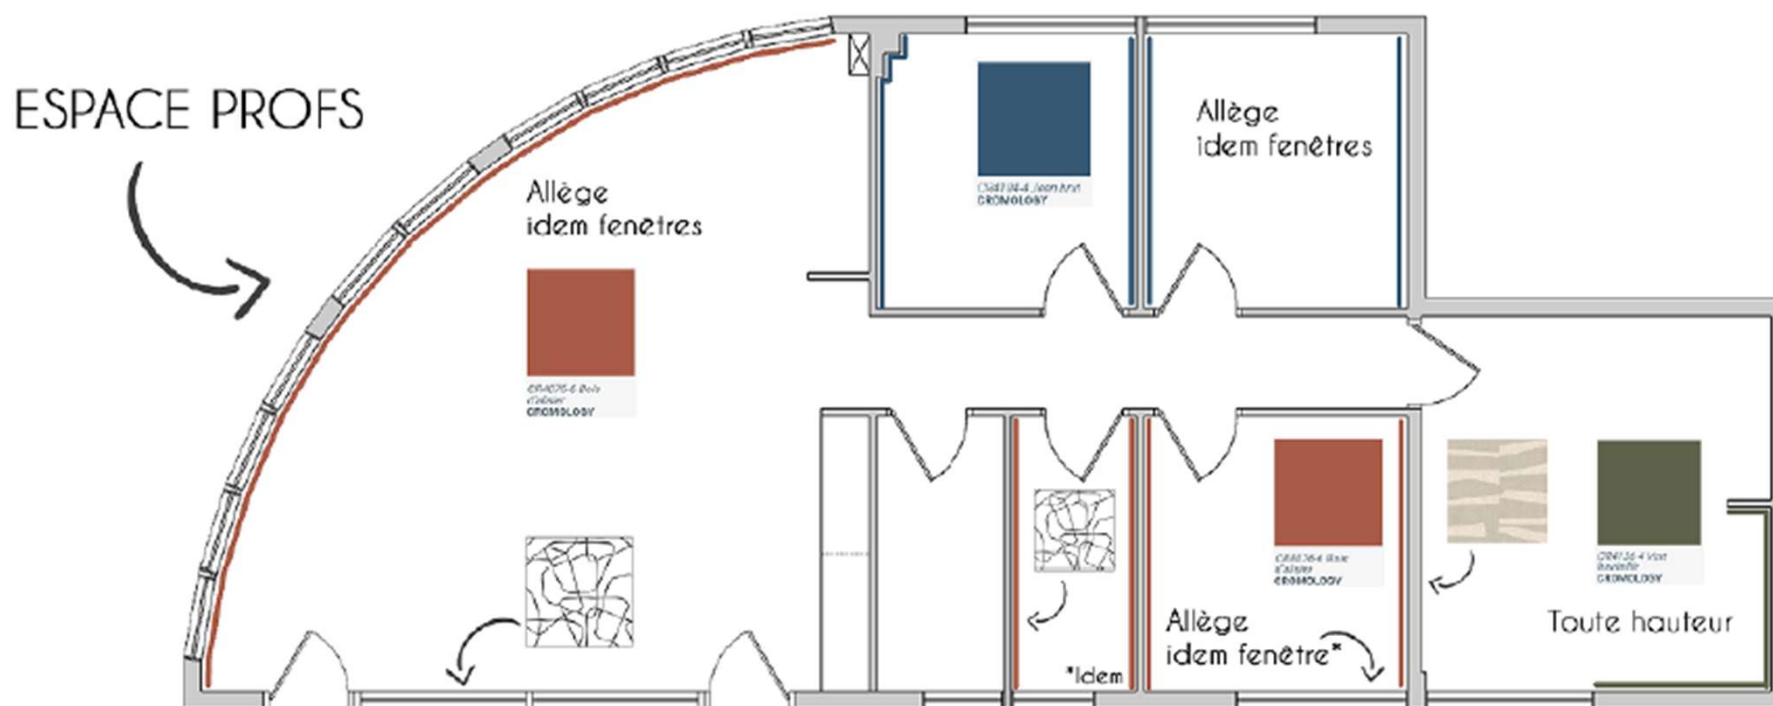 ESPACE PROFS
Allège
idem fenêtres
CROMOLOGY
CROMOLOGY
Allège
idem fenêtres
CROMOLOGY
Allège
idem fenêtre*
*Idem
CROMOLOGY
Toute hauteur